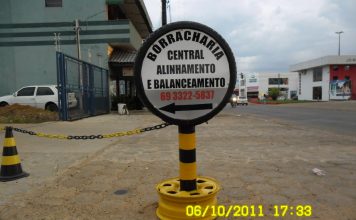 BORRACHARIA
CENTRAL
ALINHAMENTO
E BALANCEAMENTO
69 3322-5837
06/10/2011 17:33